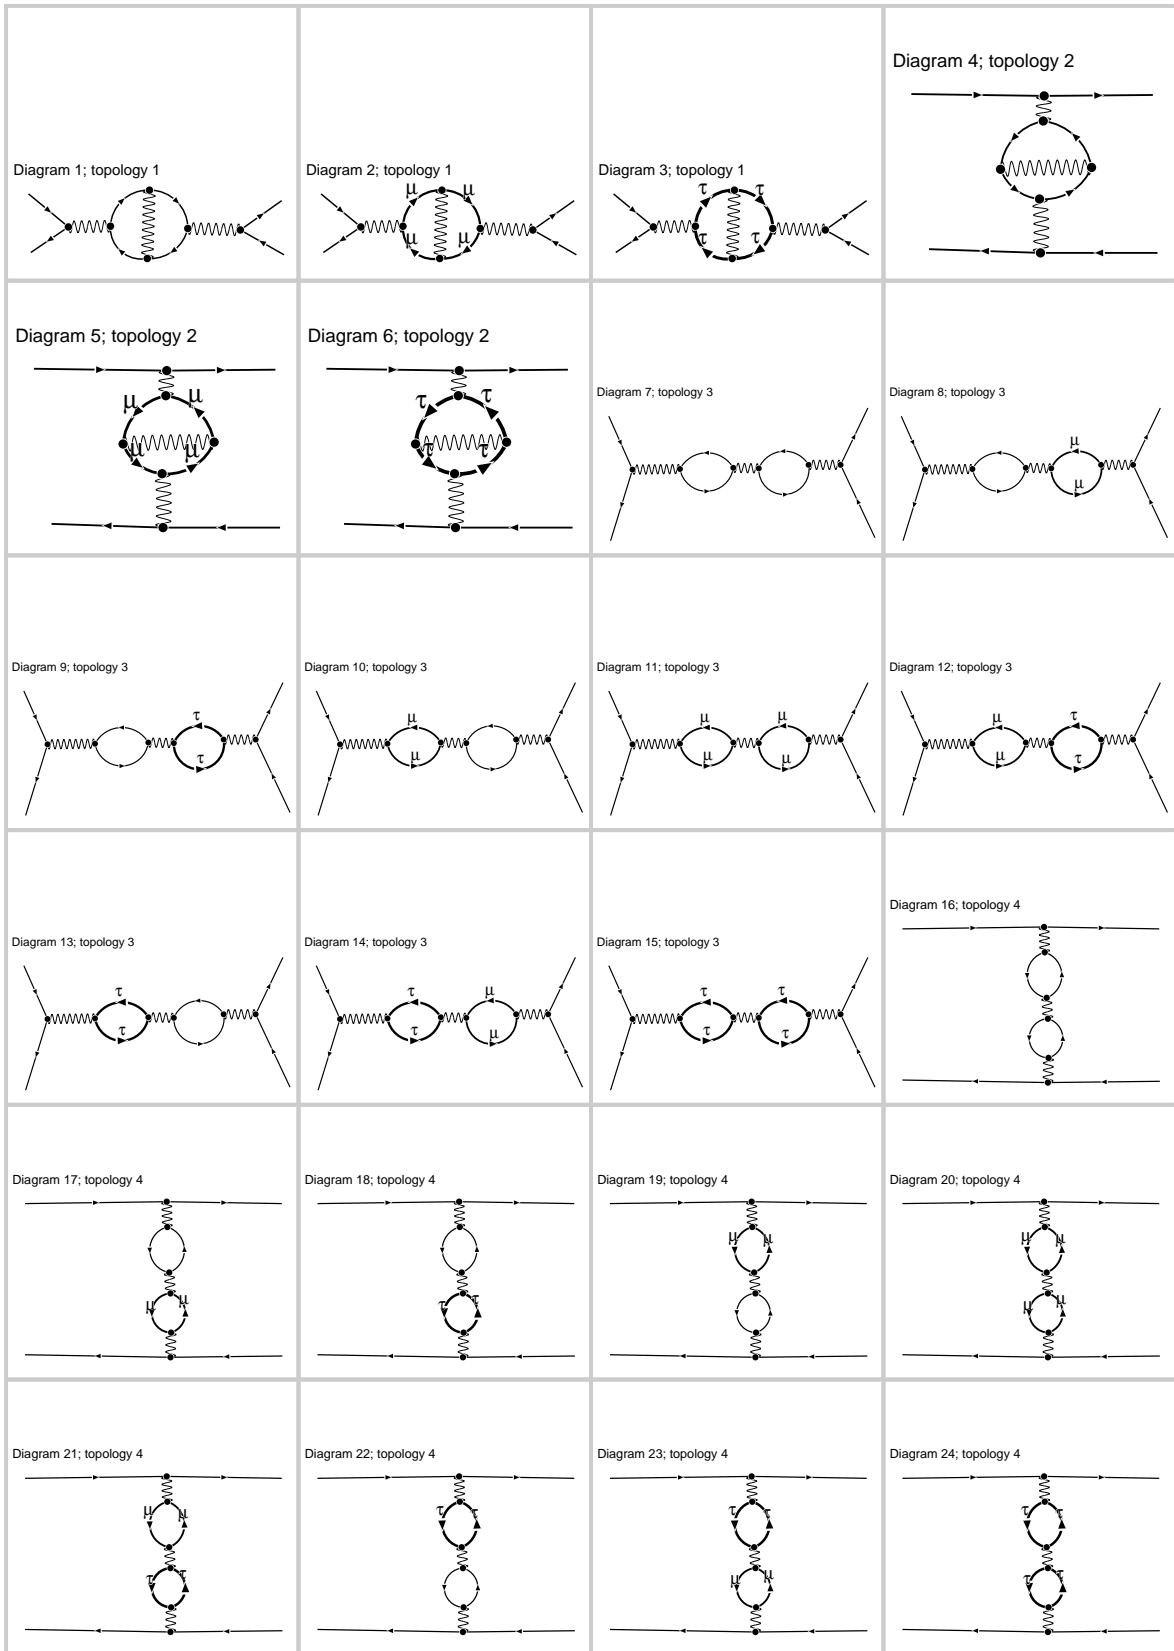 Diagram 4; topology 2
Diagram 1; topology 1
Diagram 2; topology 1
Diagram 3; topology 1
μ μ
τ τ
μ μ
τ τ
Diagram 5; topology 2
Diagram 6; topology 2
Diagram 7; topology 3
Diagram 8; topology 3
μ μ
τ τ
μ
μ μ
τ τ
μ
Diagram 9; topology 3
Diagram 10; topology 3
Diagram 11; topology 3
Diagram 12; topology 3
τ
μ
μ μ
μ τ
τ
μ
μ μ
μ τ
Diagram 16; topology 4
Diagram 13; topology 3
Diagram 14; topology 3
Diagram 15; topology 3
τ
τ μ
τ τ
τ
τ μ
τ τ
Diagram 17; topology 4
Diagram 18; topology 4
Diagram 19; topology 4
Diagram 20; topology 4
μ μ
μ μ
μ μ
τ τ
μ μ
Diagram 21; topology 4
Diagram 22; topology 4
Diagram 23; topology 4
Diagram 24; topology 4
μ μ
τ τ
τ τ
τ τ
τ τ
μ μ
τ τ